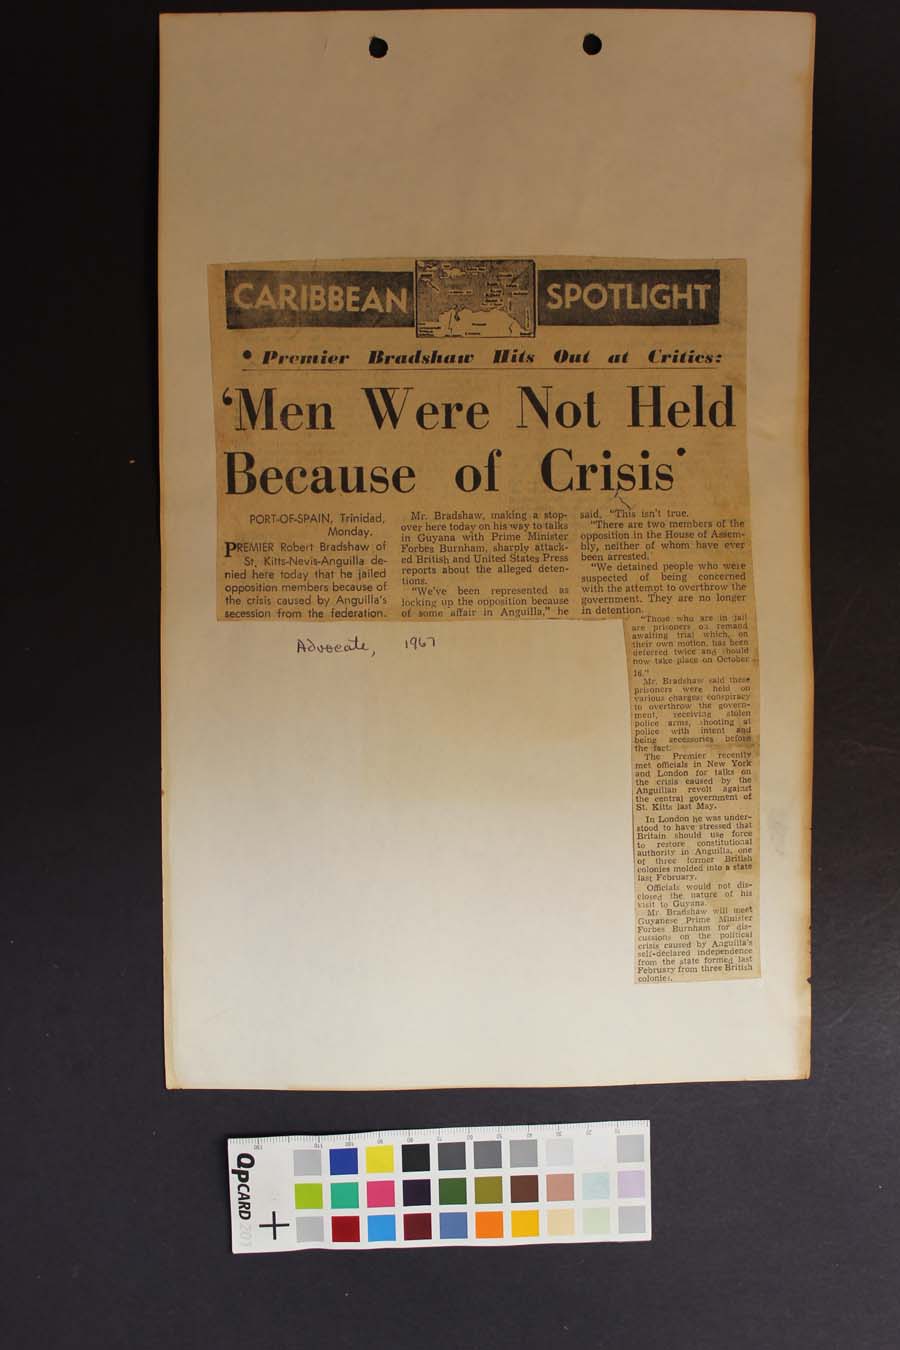 CARIBBEAN SPOTLIGHT
• Premier Bradshaw Hits Out at Critics:
'Men Were Not Held
Because of Crisis'
PORT-OF-SPAIN, Trinidad,
Monday.
PREMIER Robert Bradshaw of
St. Kitts-Nevis-Anguilla de-
nied here today that he jailed
opposition members because of
the crisis caused by Anguilla's
secession from the federation.
Mr. Bradshaw, making a stop-
over here today on his way to talks
in Guyana with Prime Minister
Forbes Burnham, sharply attack-
ed British and United States Press
reports about the alleged deten-
tions.
"We've been represented as
locking up the opposition because
of some affair in Anguilla," he
said. "This isn't true.
"There are two members of the
opposition in the House of Assem-
bly, neither of whom have ever
been arrested.
"We detained people who were
suspected of being concerned
with the attempt to overthrow the
government. They are no longer
in detention.
"Those who are in jail
are prisoners on remand
awaiting trial which, on
their own motion, has been
deferred twice and should
now take place on October
16."
Mr. Bradshaw said these
prisoners were held on
various charges: conspiracy
to overthrow the govern-
ment, receiving stolen
police arms, shooting at
police with intent and
being accessories before
the fact.
The Premier recently
met officials in New York
and London for talks on
the crisis caused by the
Anguillan revolt against
the central government of
St. Kitts last May.
In London he was under-
stood to have stressed that
Britain should use force
to restore constitutional
authority in Anguilla, one
of three former British
colonies molded into a state
last February.
Officials would not dis-
closed the nature of his
visit to Guyana.
Mr. Bradshaw will meet
Guyanese Prime Minister
Forbes Burnham for dis-
cussions on the political
crisis caused by Anguilla's
self-declared independence
from the state formed last
February from three British
colonies.
Advocate, 1967
QPCARD 201